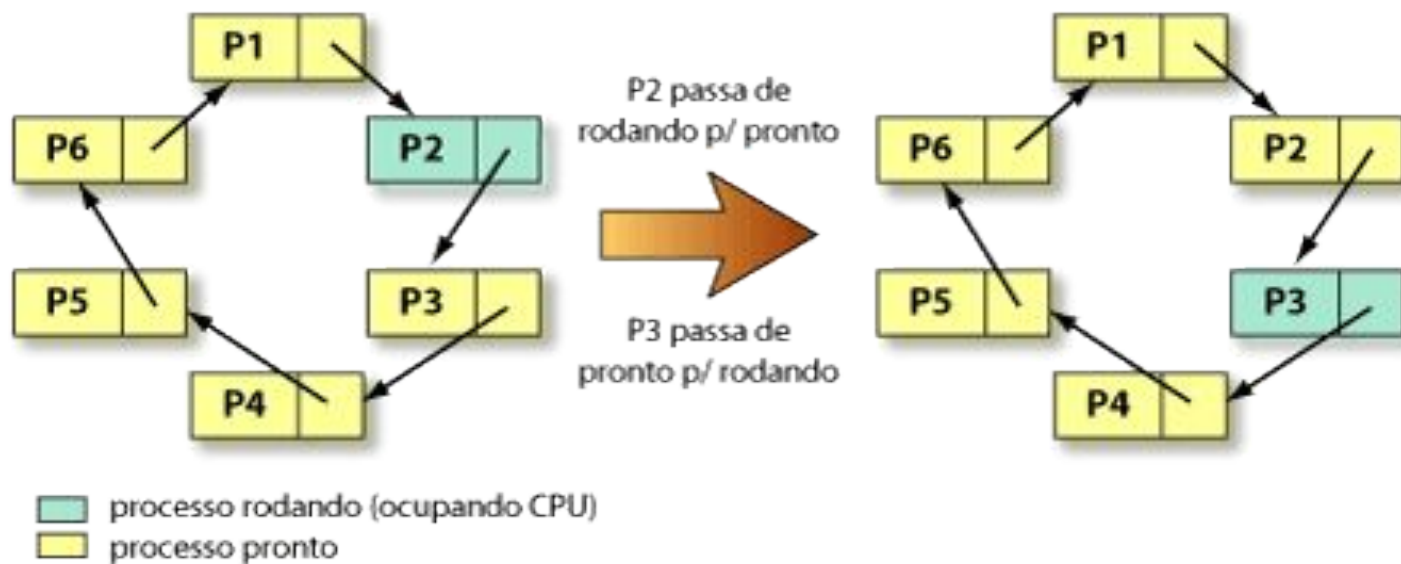 P1
P6
P2
P5
P3
P4
P2 passa de
rodando p/ pronto
P3 passa de
pronto p/ rodando
P1
P6
P2
P5
P3
P4
processo rodando (ocupando CPU)
processo pronto